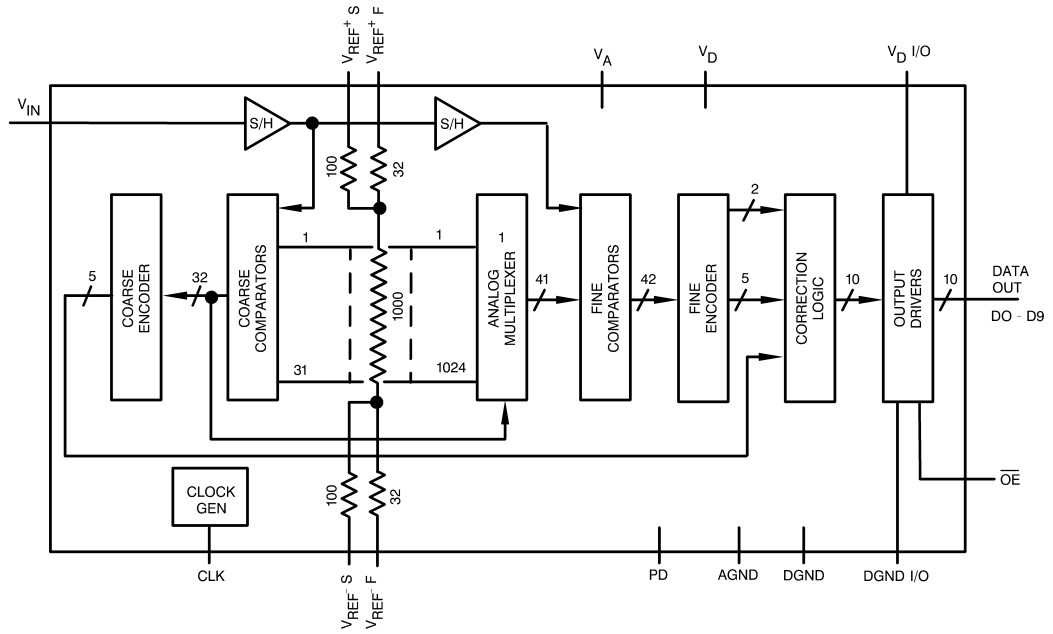 VREF+ S
VREF+ F
VA
VD
VD I/O
VIN
S/H
S/H
100
32
2
1
1
1
5
COARSE
ENCODER
32
COARSE
COMPARATORS
1000
ANALOG
MULTIPLEXER
41
FINE
COMPARATORS
42
FINE
ENCODER
5
CORRECTION
LOGIC
10
OUTPUT
DRIVERS
10
DATA
OUT
DO - D9
31
1024
CLOCK
GEN
100
32
OE
CLK
VREF- S
VREF- F
PD
AGND
DGND
DGND I/O